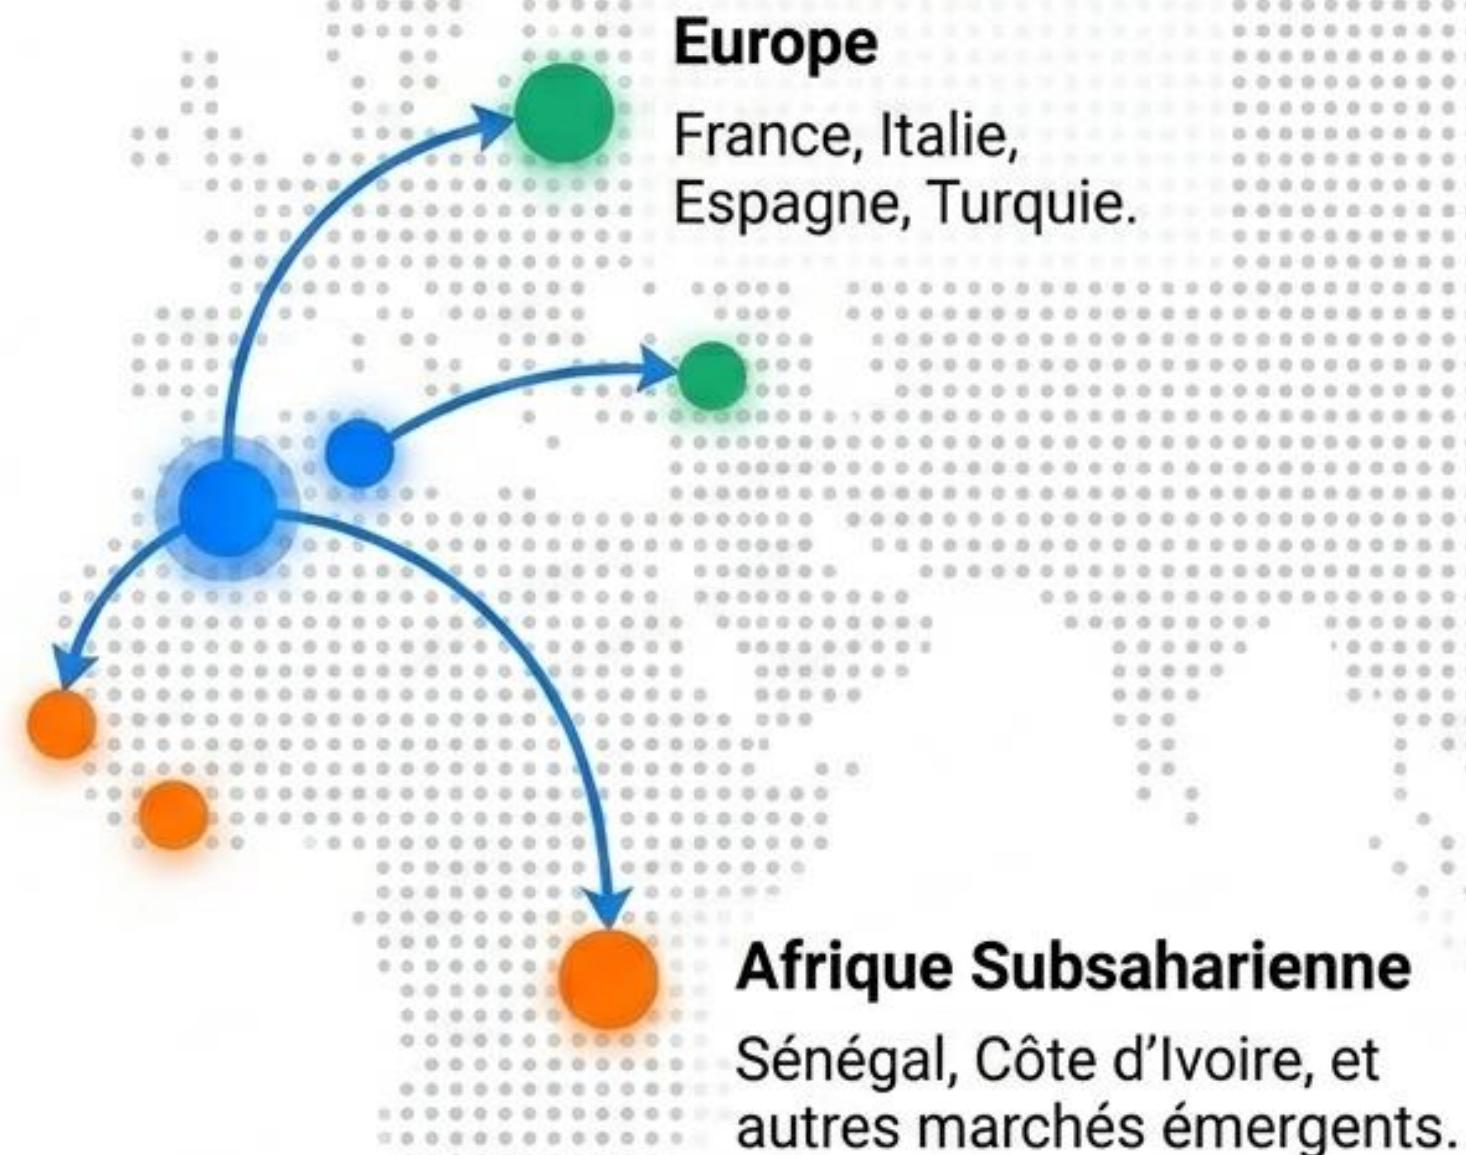 Europe
France, Italie,
Espagne, Turquie.
Afrique Subsaharienne
Sénégal, Côte d’Ivoire, et
autres marchés émergents.